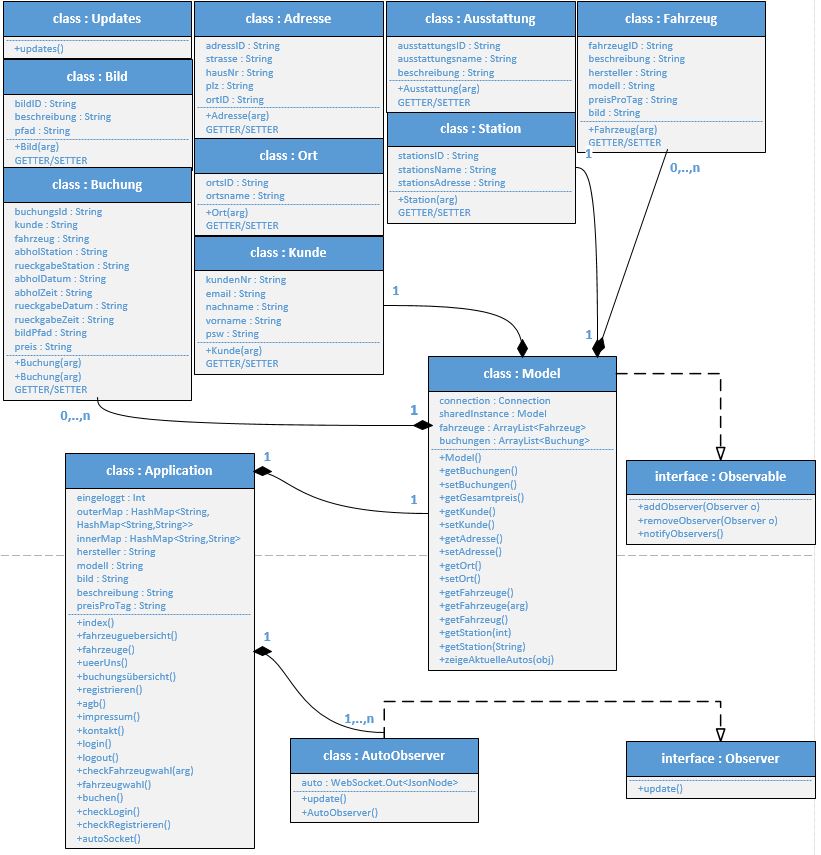 class : Updates
+updates()
class : Bild
bildID : String
beschreibung : String
pfad : String
+Bild(arg)
GETTER/SETTER
class : Buchung
buchungsId : String
kunde : String
fahrzeug : String
abholStation : String
rueckgabeStation : String
abholDatum : String
abholZeit : String
rueckgabeDatum : String
rueckgabeZeit : String
bildPfad : String
preis : String
+Buchung(arg)
+Buchung(arg)
GETTER/SETTER
class : Adresse
adressID : String
strasse : String
hausNr : String
plz : String
ortID : String
+Adresse(arg)
GETTER/SETTER
class : Ort
ortsID : String
ortsname : String
+Ort(arg)
GETTER/SETTER
class : Kunde
kundenNr : String
email : String
nachname : String
vorname : String
psw : String
+Kunde(arg)
GETTER/SETTER
class : Ausstattung
ausstattungsID : String
ausstattungsname : String
beschreibung : String
+Ausstattung(arg)
GETTER/SETTER
class : Station
stationsID : String
stationsName : String
stationsAdresse : String
+Station(arg)
GETTER/SETTER
class : Fahrzeug
fahrzeugID : String
beschreibung : String
hersteller : String
modell : String
preisProTag : String
bild : String
+Fahrzeug(arg)
GETTER/SETTER
1
0,..,n
1
1
0,..,n
1
class : Model
connection : Connection
sharedInstance : Model
fahrzeuge : ArrayList<Fahrzeug>
buchungen : ArrayList<Buchung>
+Model()
+getBuchungen()
+setBuchungen()
+getGesamtpreis()
+getKunde()
+setKunde()
+getAdresse()
+setAdresse()
+getOrt()
+setOrt()
+getFahrzeuge()
+getFahrzeuge(arg)
+getFahrzeug()
+getStation(int)
+getStation(String)
+zeigeAktuelleAutos(obj)
interface : Observable
+addObserver(Observer o)
+removeObserver(Observer o)
+notifyObservers()
class : Application
eingeloggt : Int
outerMap : HashMap<String,
HashMap<String,String>>
innerMap : HashMap<String,String>
hersteller : String
modell : String
bild : String
beschreibung : String
preisProTag : String
+index()
+fahrzeuguebersicht()
+fahrzeuge()
+ueerUns()
+buchungsübersicht()
+registrieren()
+agb()
+impressum()
+kontakt()
+login()
+logout()
+checkFahrzeugwahl(arg)
+fahrzeugwahl()
+buchen()
+checkLogin()
+checkRegistrieren()
+autoSocket()
1
1
1
1,..,n
class : AutoObserver
auto : WebSocket.Out<JsonNode>
+update()
+AutoObserver()
interface : Observer
+update()